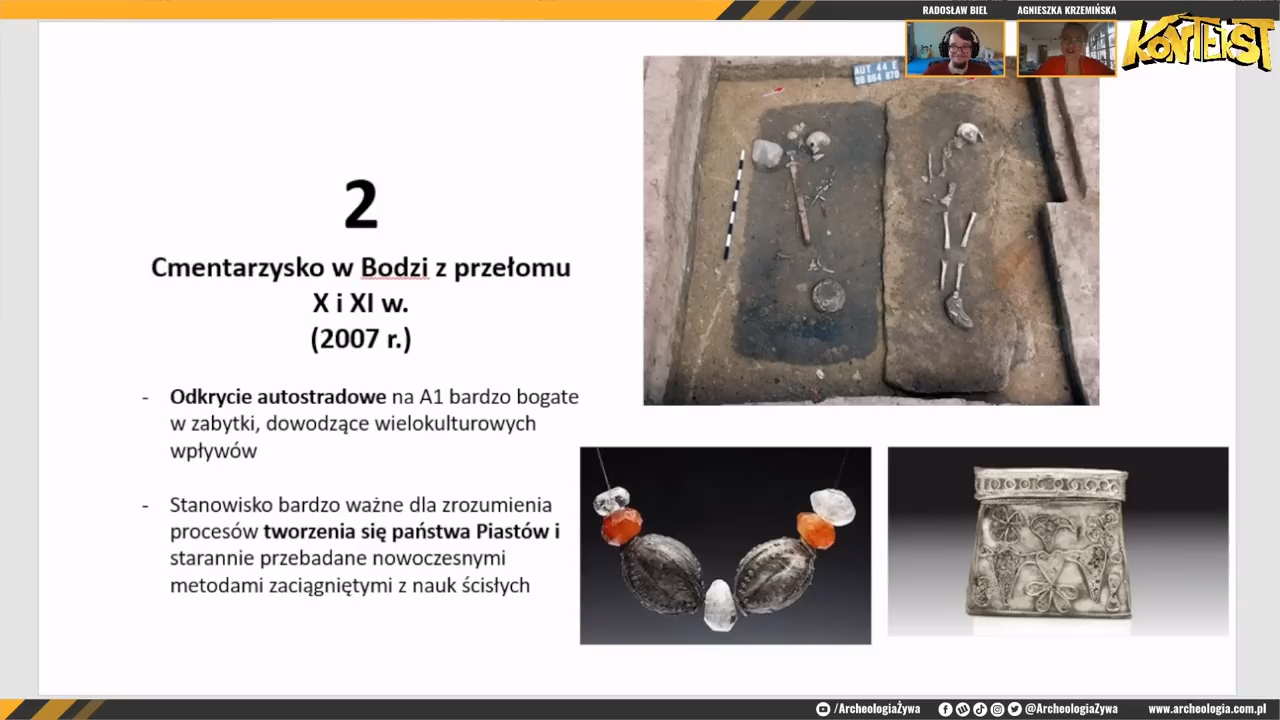 RADOSŁAW BIEL
AGNIESZKA KRZEMIŃSKA
KONTEKST
AUT 44 E
2
Cmentarzysko w Bodzi z przełomu
X i XI w.
(2007 r.)
- Odkrycie autostradowe na A1 bardzo bogate
w zabytki, dowodzące wielokulturowych
wpływów
- Stanowisko bardzo ważne dla zrozumienia
procesów tworzenia się państwa Piastów i
starannie przebadane nowoczesnymi
metodami zaciągniętymi z nauk ścisłych
/ArcheologiaŻywa
@ArcheologiaŻywa
www.archeologia.com.pl